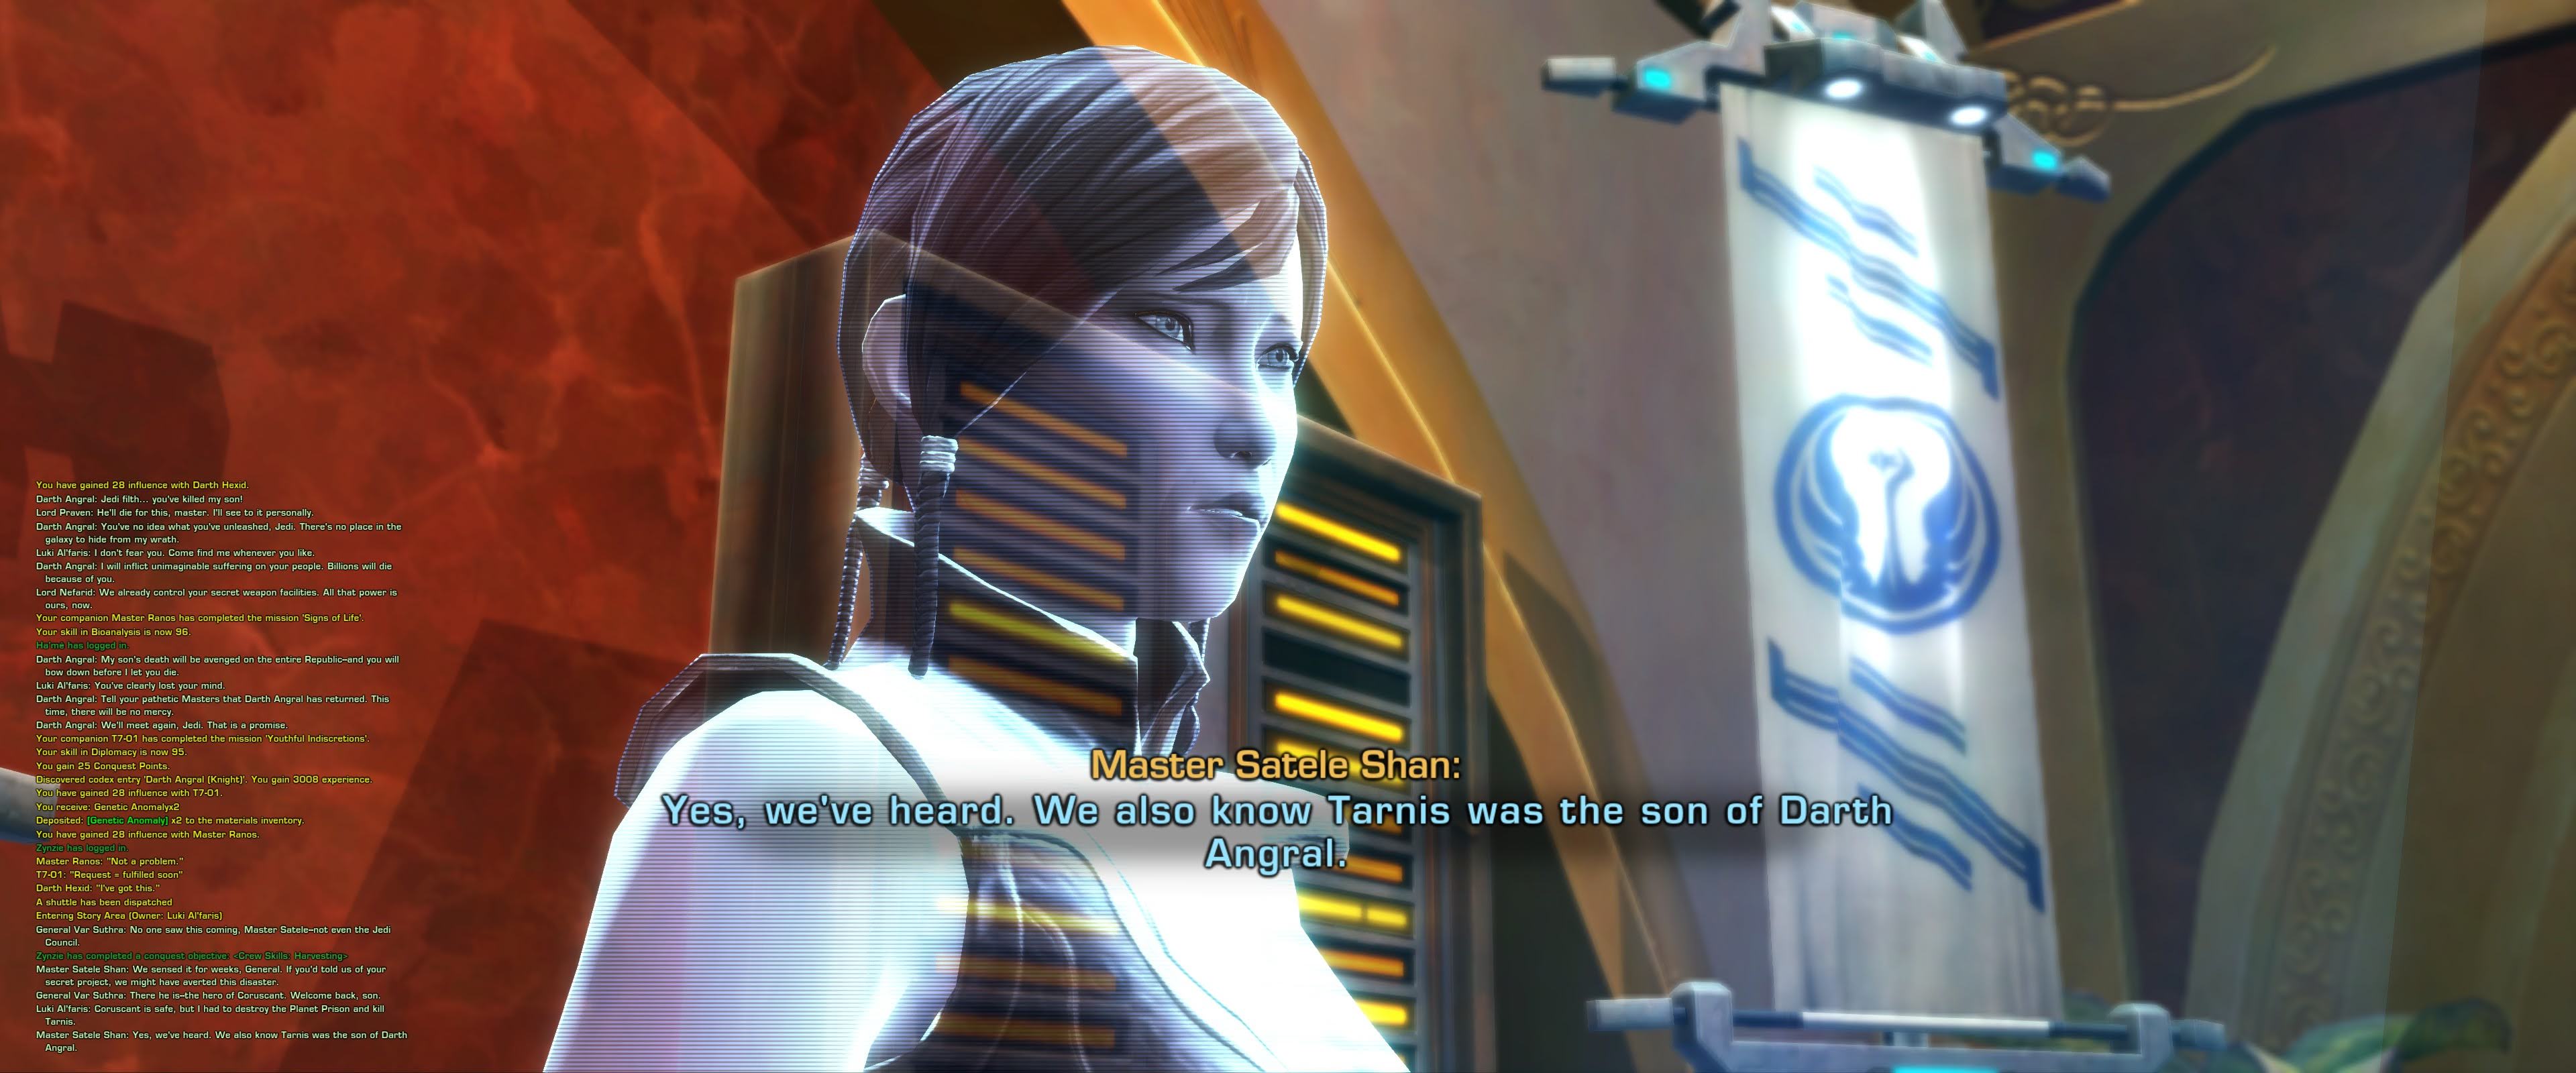 You have gained 28 influence with Darth Hexid.
Darth Angral: Jedi filth... you've killed my son!
Lord Praven: He'll die for this, master. I'll see to it personally.
Darth Angral: You've no idea what you've unleashed, Jedi. There's no place in the
galaxy to hide from my wrath.
Luki Al'faris: I don't fear you. Come find me whenever you like.
Darth Angral: I will inflict unimaginable suffering on your people. Billions will die
because of you.
Lord Nefarid: We already control your secret weapon facilities. All that power is
ours, now.
Your companion Master Ranos has completed the mission 'Signs of Life'.
Your skill in Bioanalysis is now 96.
Ha'me has logged in.
Darth Angral: My son's death will be avenged on the entire Republic–and you will
bow down before I let you die.
Luki Al'faris: You've clearly lost your mind.
Darth Angral: Tell your pathetic Masters that Darth Angral has returned. This
time, there will be no mercy.
Darth Angral: We'll meet again, Jedi. That is a promise.
Your companion T7-01 has completed the mission 'Youthful Indiscretions'.
Your skill in Diplomacy is now 95.
You gain 25 Conquest Points.
Discovered codex entry 'Darth Angral (Knight)'. You gain 3008 experience.
You have gained 28 influence with T7-01.
You receive: Genetic Anomalyx2
Deposited: [Genetic Anomaly] x2 to the materials inventory.
You have gained 28 influence with Master Ranos.
Zynzie has logged in.
Master Ranos: "Not a problem."
T7-01: "Request = fulfilled soon"
Darth Hexid: "I've got this."
A shuttle has been dispatched
Entering Story Area (Owner: Luki Al'faris)
General Var Suthra: No one saw this coming, Master Satele–not even the Jedi
Council.
Zynzie has completed a conquest objective: <Crew Skills: Harvesting>
Master Satele Shan: We sensed it for weeks, General. If you'd told us of your
secret project, we might have averted this disaster.
General Var Suthra: There he is–the hero of Coruscant. Welcome back, son.
Luki Al'faris: Coruscant is safe, but I had to destroy the Planet Prison and kill
Tarnis.
Master Satele Shan: Yes, we've heard. We also know Tarnis was the son of Darth
Angral.
Master Satele Shan:
Yes, we've heard. We also know Tarnis was the son of Darth
Angral.